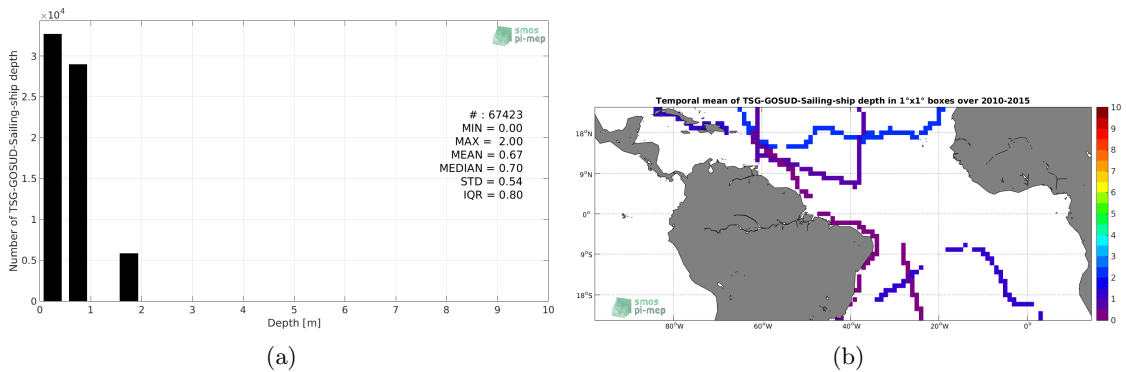 ×10⁴
smos
pi-mep
Number of TSG-GOSUD-Sailing-ship depth
3
2.5
2
1.5
1
0.5
0
# : 67423
MIN = 0.00
MAX = 2.00
MEAN = 0.67
MEDIAN = 0.70
STD = 0.54
IQR = 0.80
0 1 2 3 4 5 6 7 8 9 10
Depth [m]
(a)
Temporal mean of TSG-GOSUD-Sailing-ship depth in 1°x1° boxes over 2010-2015
18°N
9°N
0°
9°S
18°S
80°W 60°W 40°W 20°W 0°
10
9
8
7
6
5
4
3
2
1
0
smos
pi-mep
(b)